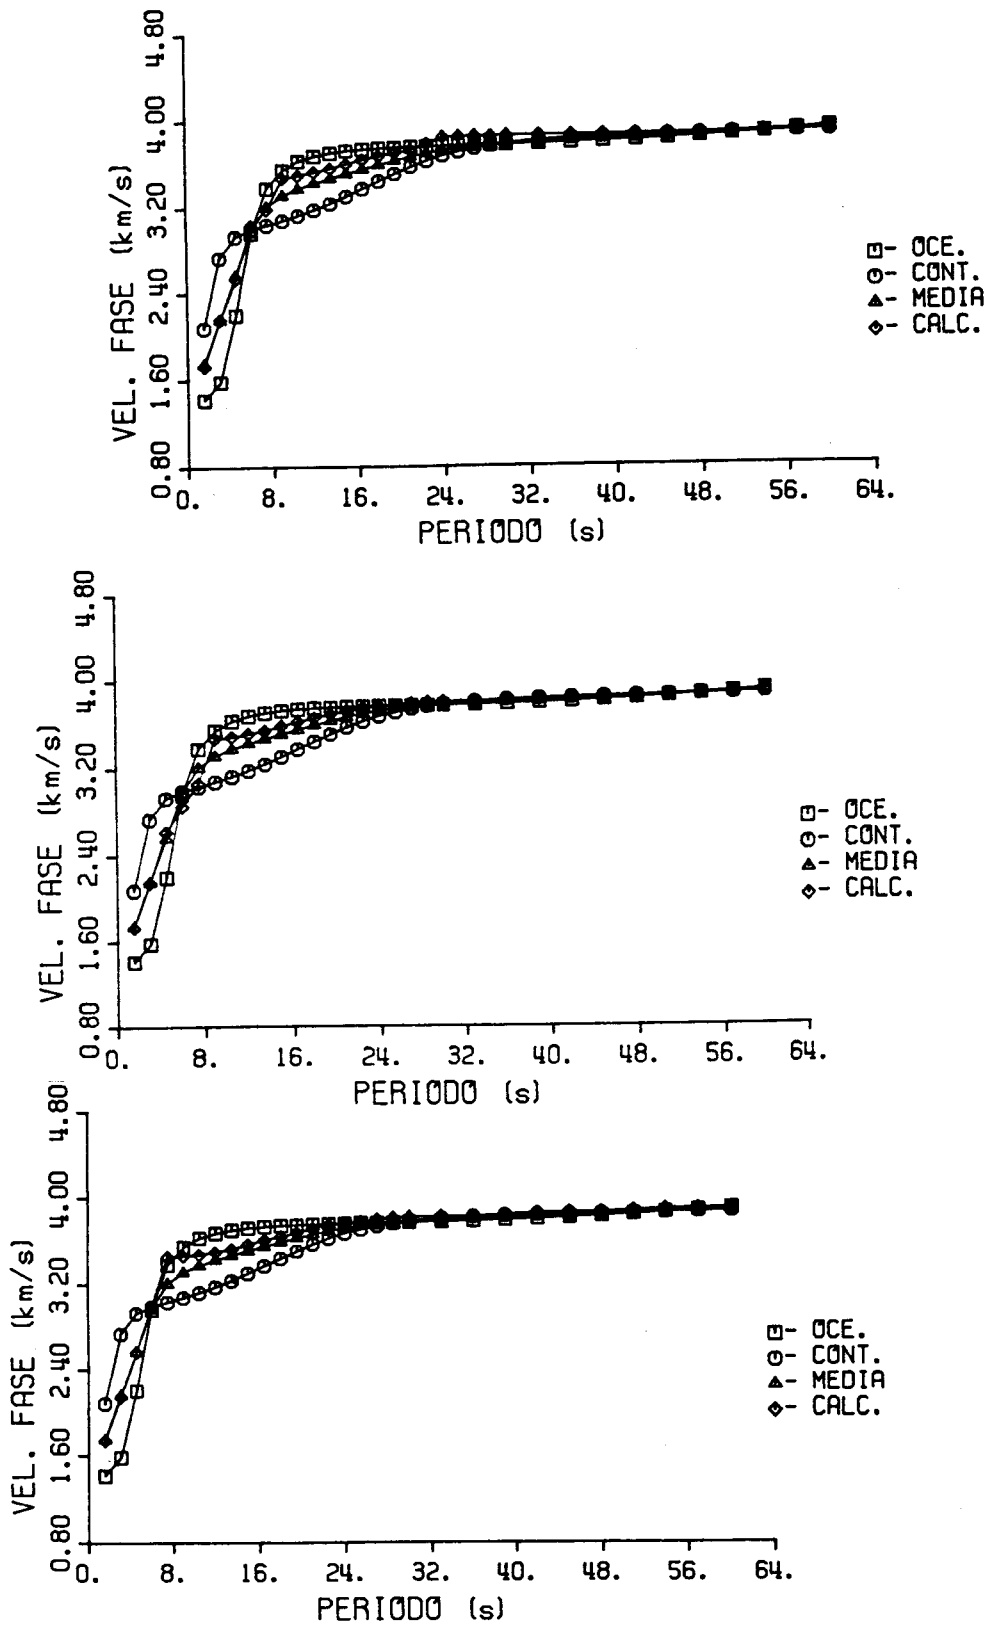 4.80
4.00
3.20
2.40
1.60
0.80
VEL. FASE (km/s)
0. 8. 16. 24. 32. 40. 48. 56. 64.
PERIODO (s)
- OCE.
- CONT.
- MEDIA
- CALC.
4.80
4.00
3.20
2.40
1.60
0.80
VEL. FASE (km/s)
0. 8. 16. 24. 32. 40. 48. 56. 64.
PERIODO (s)
- OCE.
- CONT.
- MEDIA
- CALC.
4.80
4.00
3.20
2.40
1.60
0.80
VEL. FASE (km/s)
0. 8. 16. 24. 32. 40. 48. 56. 64.
PERIODO (s)
- OCE.
- CONT.
- MEDIA
- CALC.